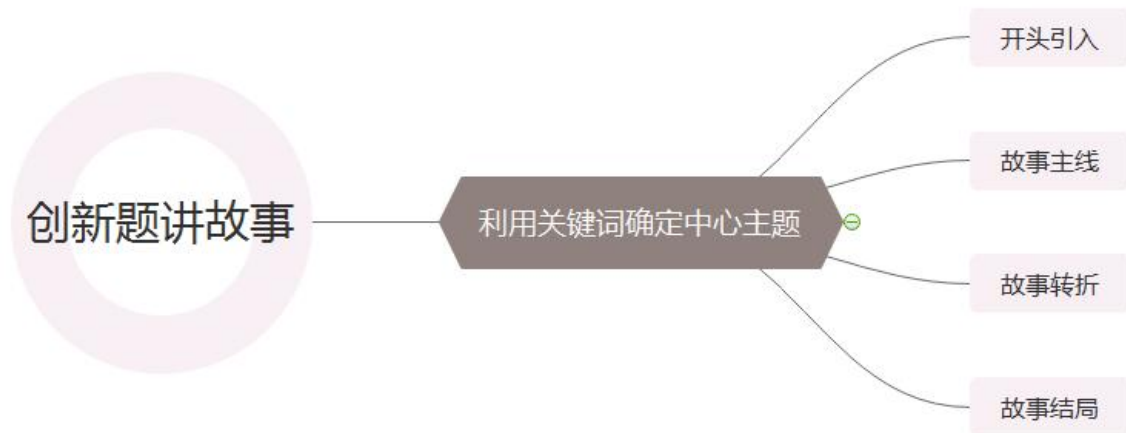 创新题讲故事
利用关键词确定中心主题
开头引入
故事主线
故事转折
故事结局